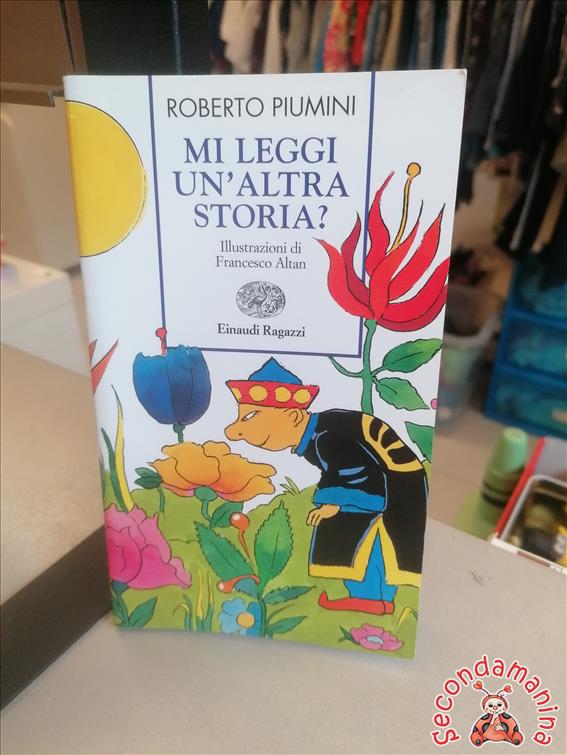 ROBERTO PIUMINI
MI LEGGI
UN'ALTRA
STORIA?
Illustrazioni di
Francesco Altan
Einaudi Ragazzi
Secondamanina